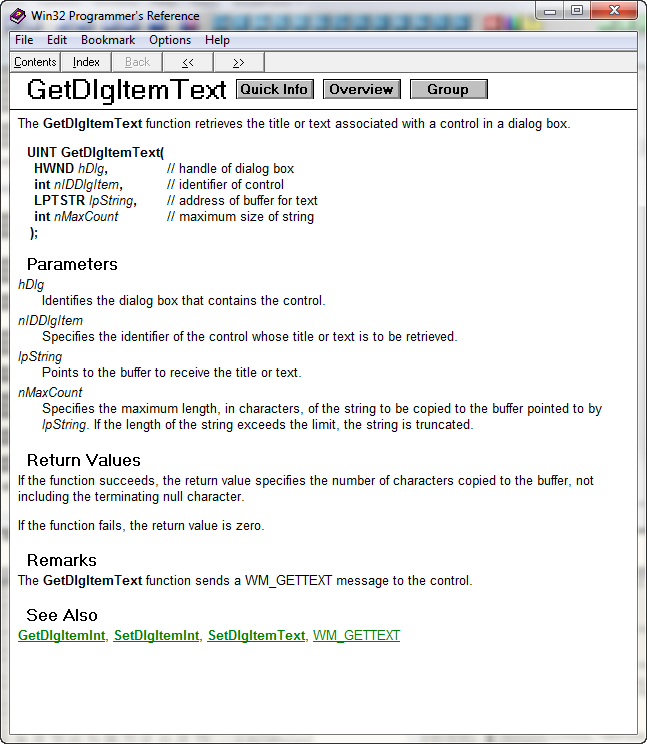 Win32 Programmer's Reference
File Edit Bookmark Options Help
Contents Index Back << >>
GetDlgItemText Quick Info Overview Group
The GetDlgItemText function retrieves the title or text associated with a control in a dialog box.
UINT GetDlgItemText(
HWND hDlg, // handle of dialog box
int nIDDlgItem, // identifier of control
LPTSTR lpString, // address of buffer for text
int nMaxCount // maximum size of string
);
Parameters
hDlg
Identifies the dialog box that contains the control.
nIDDlgItem
Specifies the identifier of the control whose title or text is to be retrieved.
lpString
Points to the buffer to receive the title or text.
nMaxCount
Specifies the maximum length, in characters, of the string to be copied to the buffer pointed to by
lpString. If the length of the string exceeds the limit, the string is truncated.
Return Values
If the function succeeds, the return value specifies the number of characters copied to the buffer, not
including the terminating null character.
If the function fails, the return value is zero.
Remarks
The GetDlgItemText function sends a WM_GETTEXT message to the control.
See Also
GetDlgItemInt, SetDlgItemInt, SetDlgItemText, WM_GETTEXT